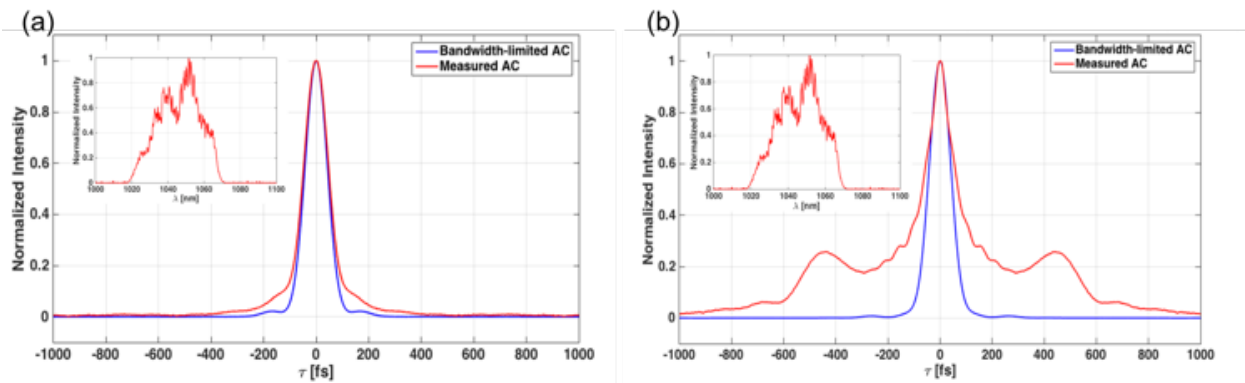 (a)
Bandwidth-limited AC
Measured AC
Normalized Intensity
1
0.8
0.6
0.4
0.2
0
-1000 -800 -600 -400 -200 0 200 400 600 800 1000
τ [fs]
Normalized Intensity
1
0.8
0.6
0.4
0.2
0
1000 1020 1040 1060 1080 1100
λ [nm]
(b)
Bandwidth-limited AC
Measured AC
Normalized Intensity
1
0.8
0.6
0.4
0.2
0
-1000 -800 -600 -400 -200 0 200 400 600 800 1000
τ [fs]
Normalized Intensity
1
0.8
0.6
0.4
0.2
0
1000 1020 1040 1060 1080 1100
λ [nm]